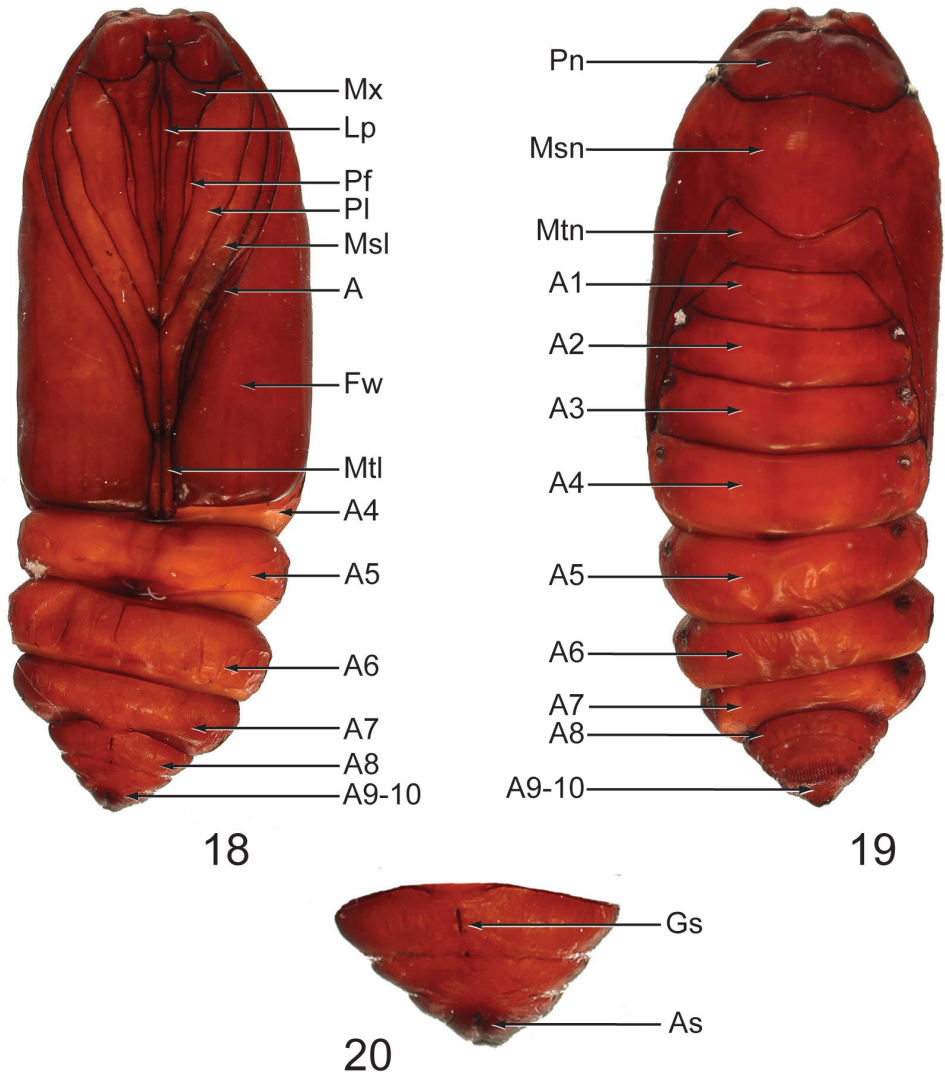 Mx
Lp
Pf
Pl
Msl
A
Fw
Mtl
A4
A5
A6
A7
A8
A9-10
18
Pn
Msn
Mtn
A1
A2
A3
A4
A5
A6
A7
A8
A9-10
19
Gs
As
20